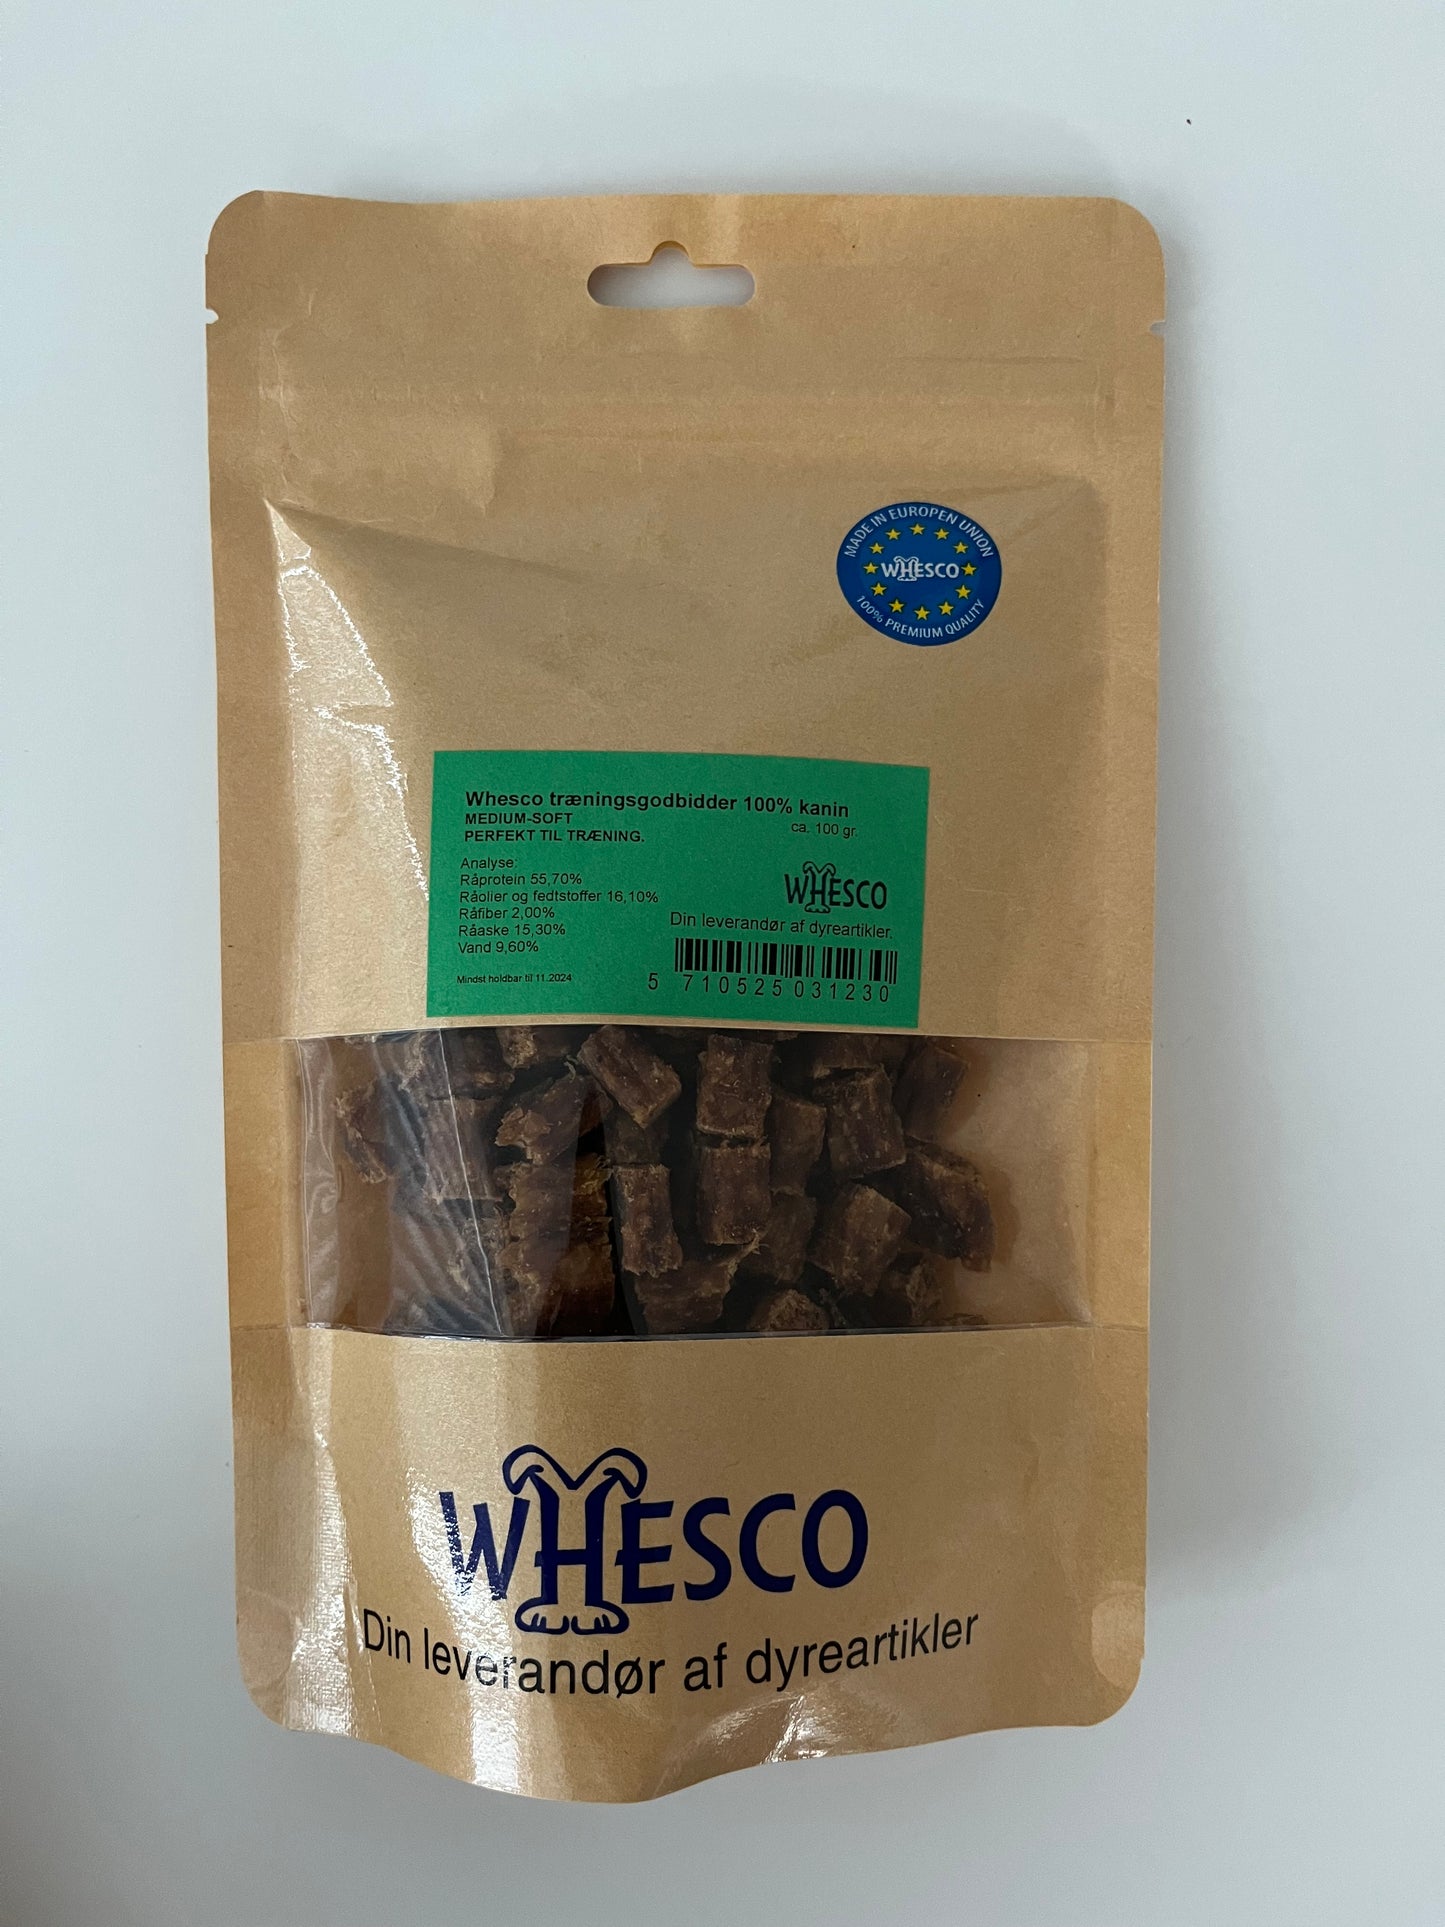 MADE IN EUROPEN UNION
WHESCO
100% PREMIUM QUALITY
Whesco træningsgodbidder 100% kanin
MEDIUM-SOFT
ca. 100 gr.
PERFEKT TIL TRÆNING.
Analyse:
Råprotein 55,70%
Råolier og fedtstoffer 16,10%
Råfiber 2,00%
Råaske 15,30%
Vand 9,60%
Mindst holdbar til 11.2024
WHESCO
Din leverandør af dyreartikler.
5 710525 031230
WHESCO
Din leverandør af dyreartikler